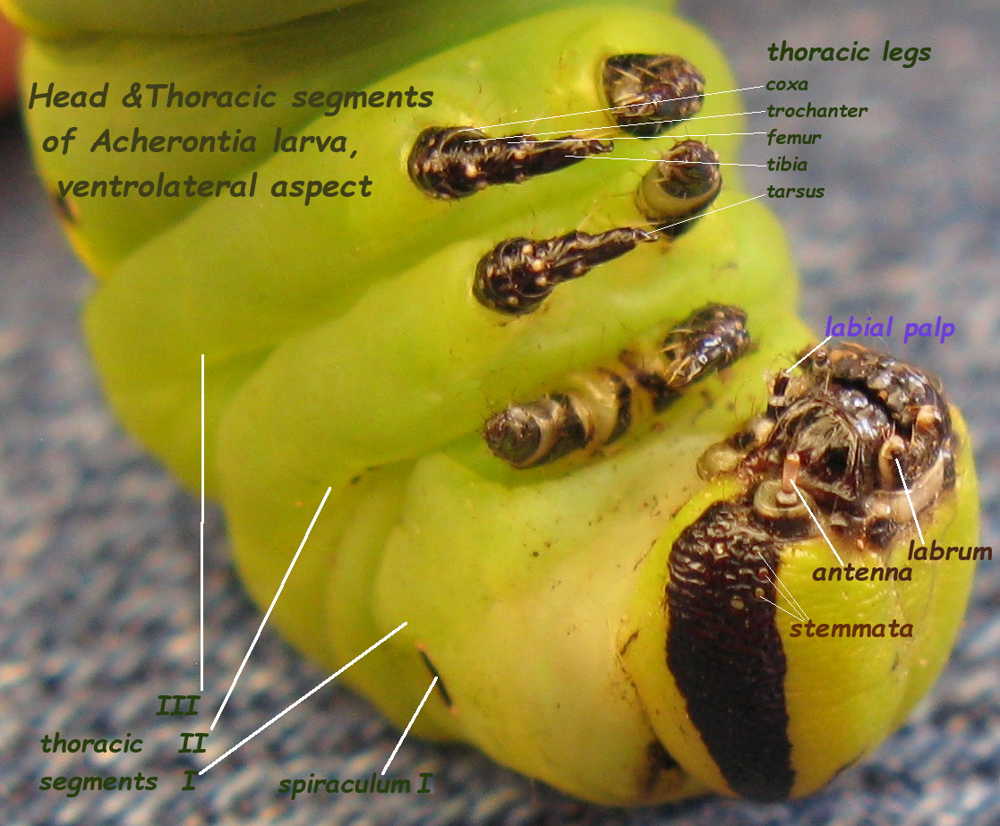 Head &Thoracic segments
of Acherontia larva,
ventrolateral aspect
thoracic legs
coxa
trochanter
femur
tibia
tarsus
labial palp
labrum
antenna
stemmata
III
thoracic II
segments I
spiraculum I